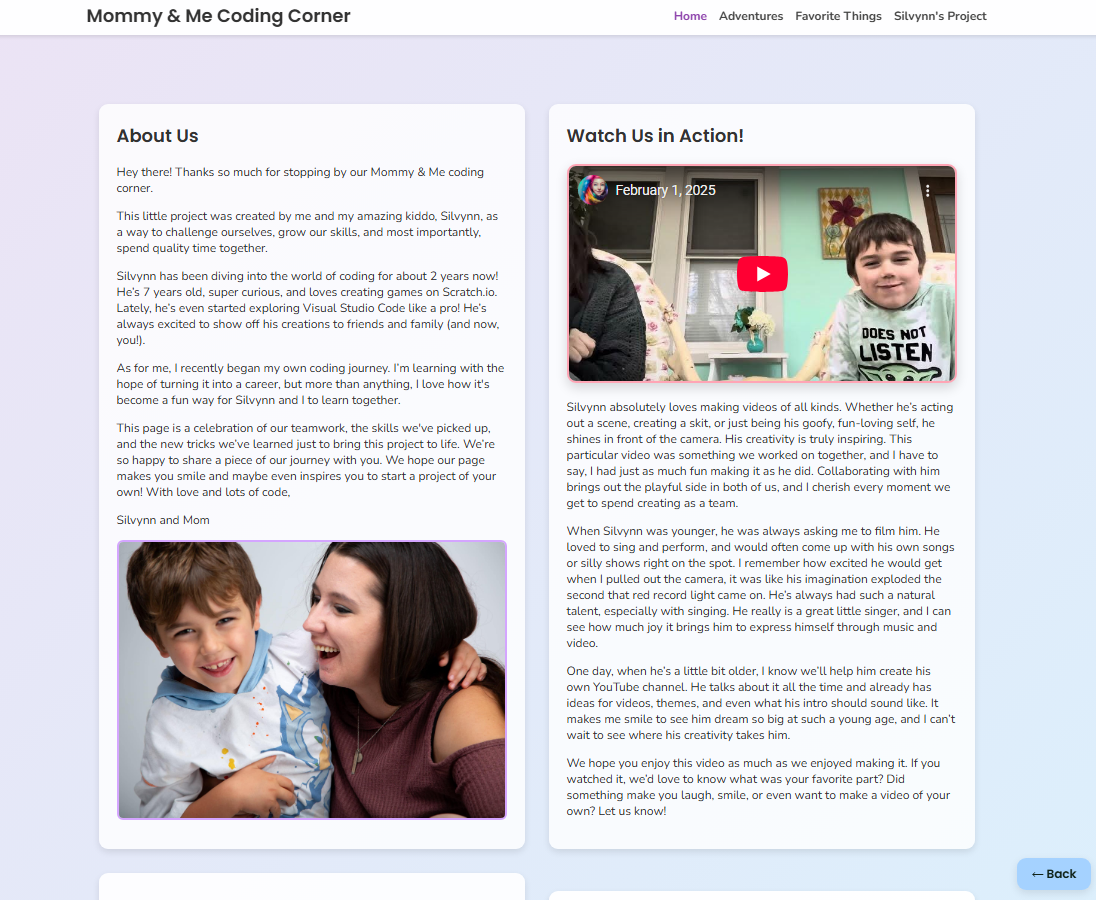 Mommy & Me Coding Corner
Home Adventures Favorite Things Silvynn's Project
About Us
Hey there! Thanks so much for stopping by our Mommy & Me coding
corner.
This little project was created by me and my amazing kiddo, Silvynn, as
a way to challenge ourselves, grow our skills, and most importantly,
spend quality time together.
Silvynn has been diving into the world of coding for about 2 years now!
He's 7 years old, super curious, and loves creating games on Scratch.io.
Lately, he's even started exploring Visual Studio Code like a pro! He's
always excited to show off his creations to friends and family (and now,
you!).
As for me, I recently began my own coding journey. I'm learning with the
hope of turning it into a career, but more than anything, I love how it's
become a fun way for Silvynn and I to learn together.
This page is a celebration of our teamwork, the skills we've picked up,
and the new tricks we've learned just to bring this project to life. We're
so happy to share a piece of our journey with you. We hope our page
makes you smile and maybe even inspires you to start a project of your
own! With love and lots of code,
Silvynn and Mom
Watch Us in Action!
February 1, 2025
DOES NOT
LISTEN
Silvynn absolutely loves making videos of all kinds. Whether he's acting
out a scene, creating a skit, or just being his goofy, fun-loving self, he
shines in front of the camera. His creativity is truly inspiring. This
particular video was something we worked on together, and I have to
say, I had just as much fun making it as he did. Collaborating with him
brings out the playful side in both of us, and I cherish every moment we
get to spend creating as a team.
When Silvynn was younger, he was always asking me to film him. He
loved to sing and perform, and would often come up with his own songs
or silly shows right on the spot. I remember how excited he would get
when I pulled out the camera, it was like his imagination exploded the
second that red record light came on. He's always had such a natural
talent, especially with singing. He really is a great little singer, and I can
see how much joy it brings him to express himself through music and
video.
One day, when he's a little bit older, I know we'll help him create his
own YouTube channel. He talks about it all the time and already has
ideas for videos, themes, and even what his intro should sound like. It
makes me smile to see him dream so big at such a young age, and I can't
wait to see where his creativity takes him.
We hope you enjoy this video as much as we enjoyed making it. If you
watched it, we'd love to know what was your favorite part? Did
something make you laugh, smile, or even want to make a video of your
own? Let us know!
← Back